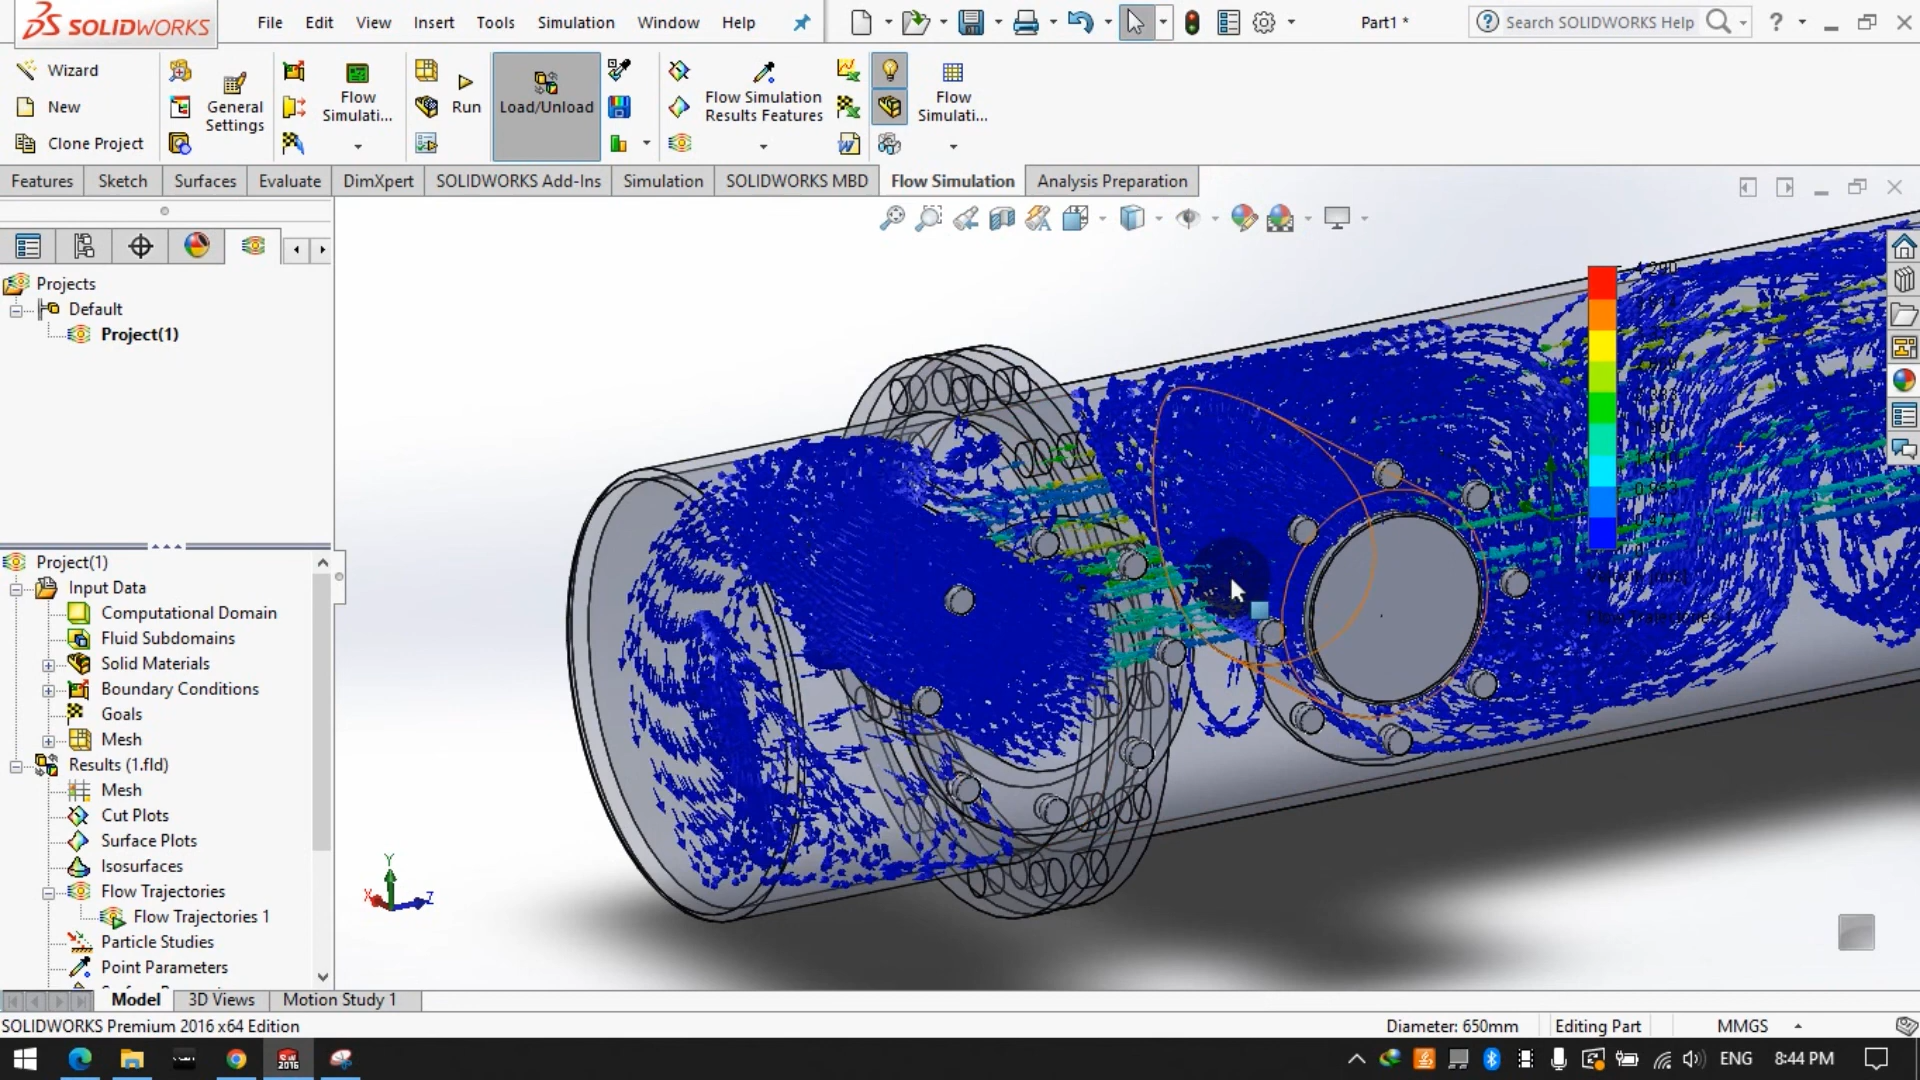 SOLIDWORKS
File Edit View Insert Tools Simulation Window Help
Part1 *
Search SOLIDWORKS Help
Wizard
New
Clone Project
General Settings
Flow Simulati...
Run
Load/Unload
Flow Simulation Results Features
Flow Simulati...
Features Sketch Surfaces Evaluate DimXpert SOLIDWORKS Add-Ins Simulation SOLIDWORKS MBD Flow Simulation Analysis Preparation
Projects
Default
Project(1)
Project(1)
Input Data
Computational Domain
Fluid Subdomains
Solid Materials
Boundary Conditions
Goals
Mesh
Results (1.fld)
Mesh
Cut Plots
Surface Plots
Isosurfaces
Flow Trajectories
Flow Trajectories 1
Particle Studies
Point Parameters
Y
X
Z
Model 3D Views Motion Study 1
SOLIDWORKS Premium 2016 x64 Edition
Diameter: 650mm Editing Part MMGS
ENG 8:44 PM